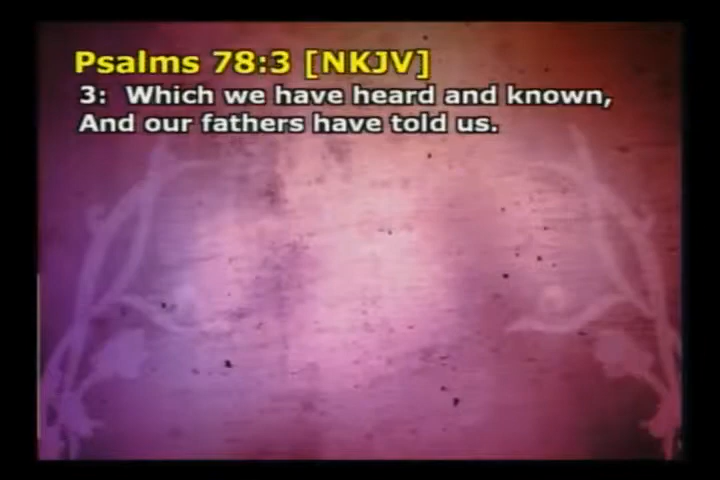 Psalms 78:3 [NKJV]
3: Which we have heard and known,
And our fathers have told us.